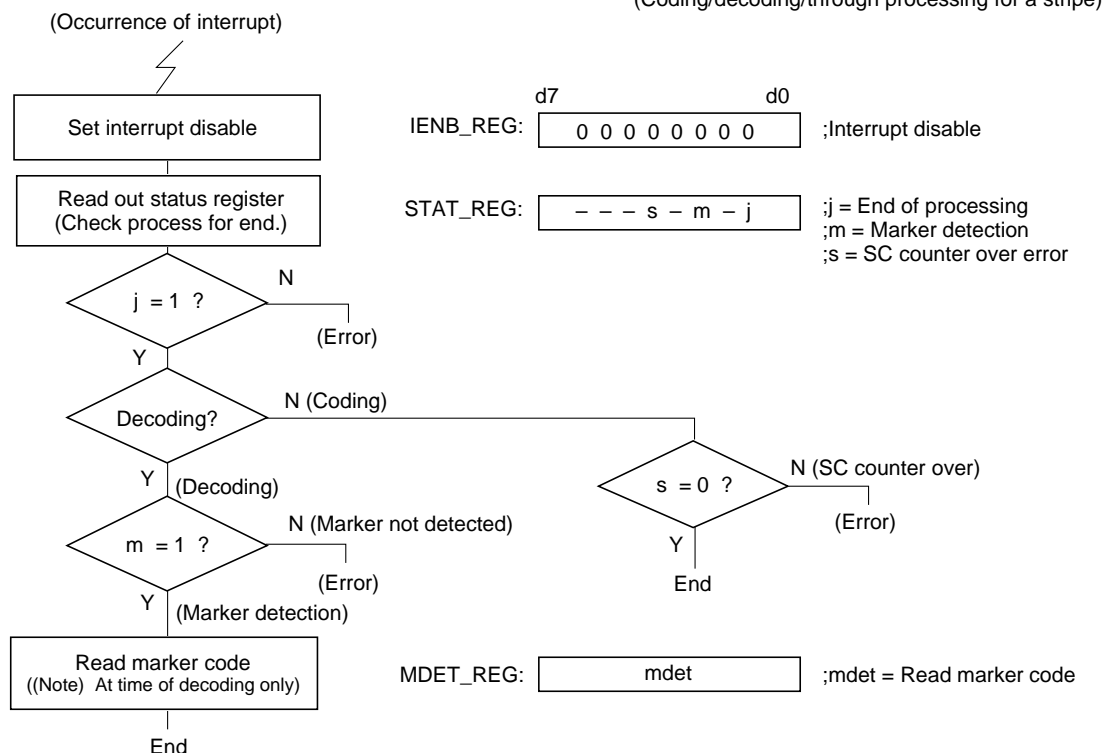 (Coding/decoding/through processing for a stripe)
(Occurrence of interrupt)
d7 d0
Set interrupt disable
IENB_REG: 0 0 0 0 0 0 0 0 ;Interrupt disable
Read out status register
(Check process for end.)
STAT_REG: – – – s – m – j ;j = End of processing
;m = Marker detection
;s = SC counter over error
j = 1 ?
N
(Error)
Y
Decoding?
N (Coding)
Y
(Decoding)
s = 0 ?
N (SC counter over)
(Error)
Y
End
m = 1 ?
N (Marker not detected)
(Error)
Y
(Marker detection)
Read marker code
((Note) At time of decoding only)
MDET_REG: mdet ;mdet = Read marker code
End